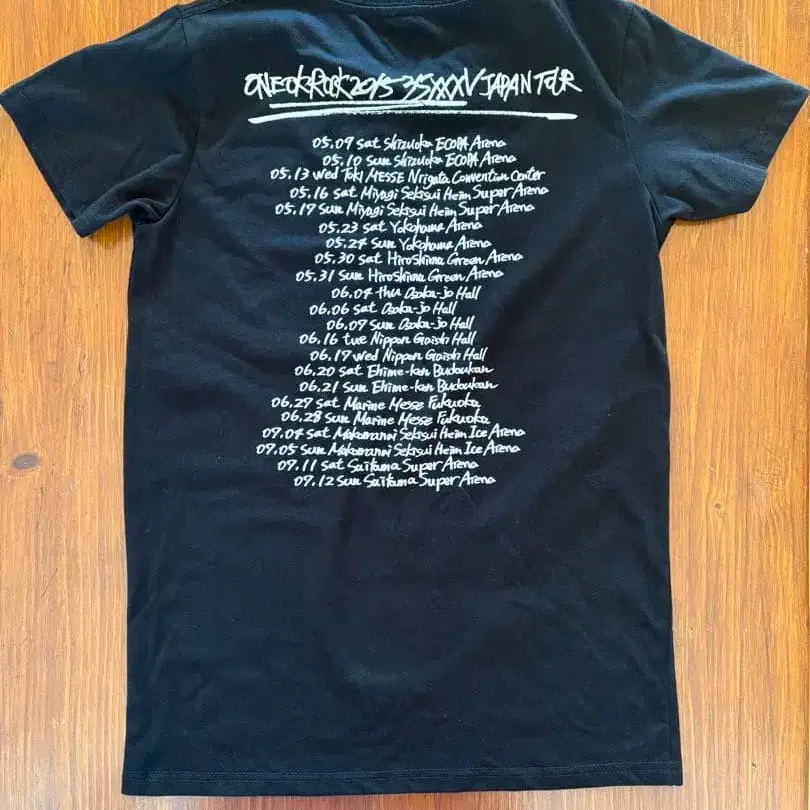 ONE OK ROCK 2015 35XXXV JAPAN TOUR
05.09 sat Shizuoka ECOPA Arena
05.10 sun Shizuoka ECOPA Arena
05.13 wed Toki MESSE Niigata Convention Center
05.16 sat Miyagi Sekisui Heim Super Arena
05.17 sun Miyagi Sekisui Heim Super Arena
05.23 sat Yokohama Arena
05.24 sun Yokohama Arena
05.30 sat Hiroshima Green Arena
05.31 sun Hiroshima Green Arena
06.04 thu Osaka-jo Hall
06.06 sat Osaka-jo Hall
06.07 sun Osaka-jo Hall
06.16 tue Nippon Gaishi Hall
06.17 wed Nippon Gaishi Hall
06.20 sat Ehime-ken Budoukan
06.21 sun Ehime-ken Budoukan
06.27 sat Marine Messe Fukuoka
06.28 sun Marine Messe Fukuoka
07.04 sat Makomanai Sekisui Heim Ice Arena
07.05 sun Makomanai Sekisui Heim Ice Arena
07.11 sat Saitama Super Arena
07.12 sun Saitama Super Arena